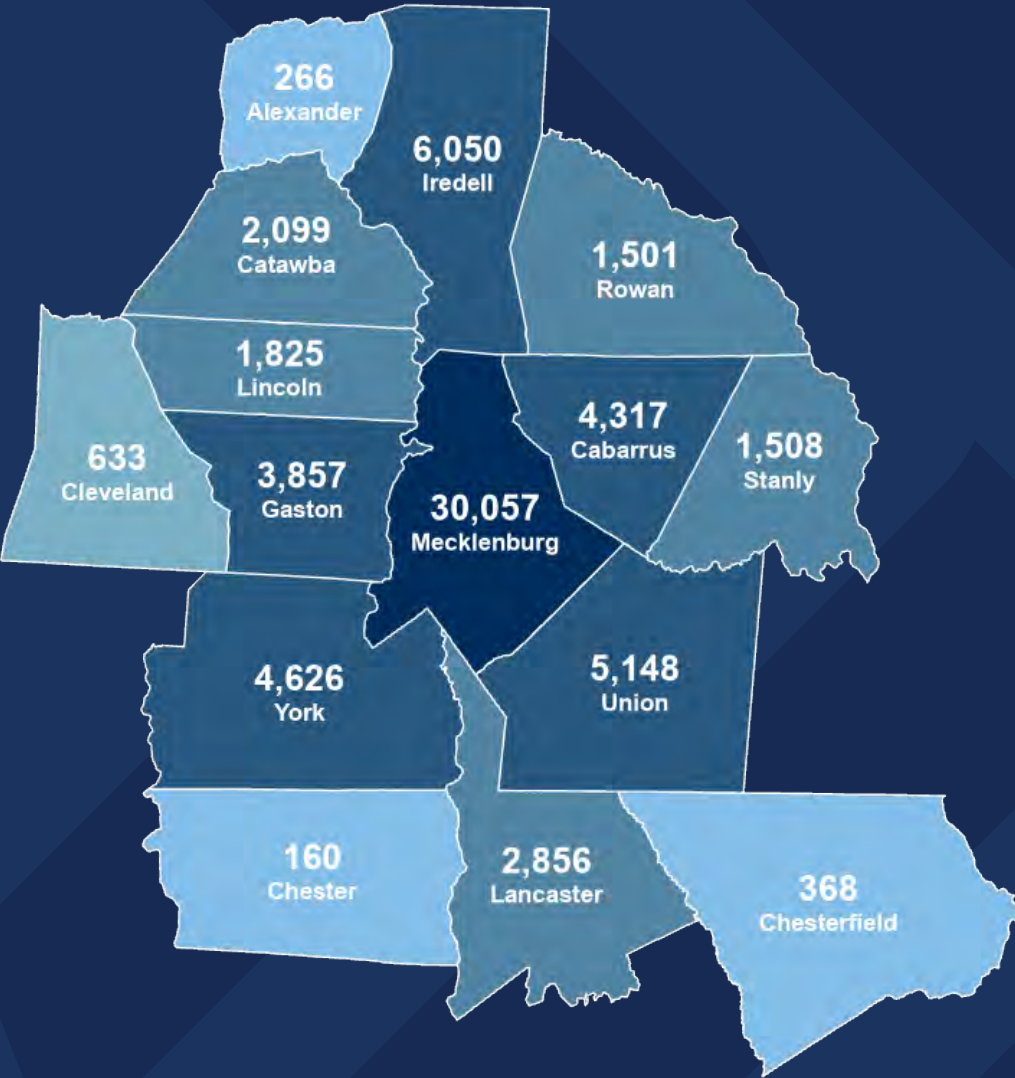 266
Alexander
6,050
Iredell
2,099
Catawba
1,501
Rowan
1,825
Lincoln
4,317
Cabarrus
1,508
Stanly
633
Cleveland
3,857
Gaston
30,057
Mecklenburg
4,626
York
5,148
Union
160
Chester
2,856
Lancaster
368
Chesterfield